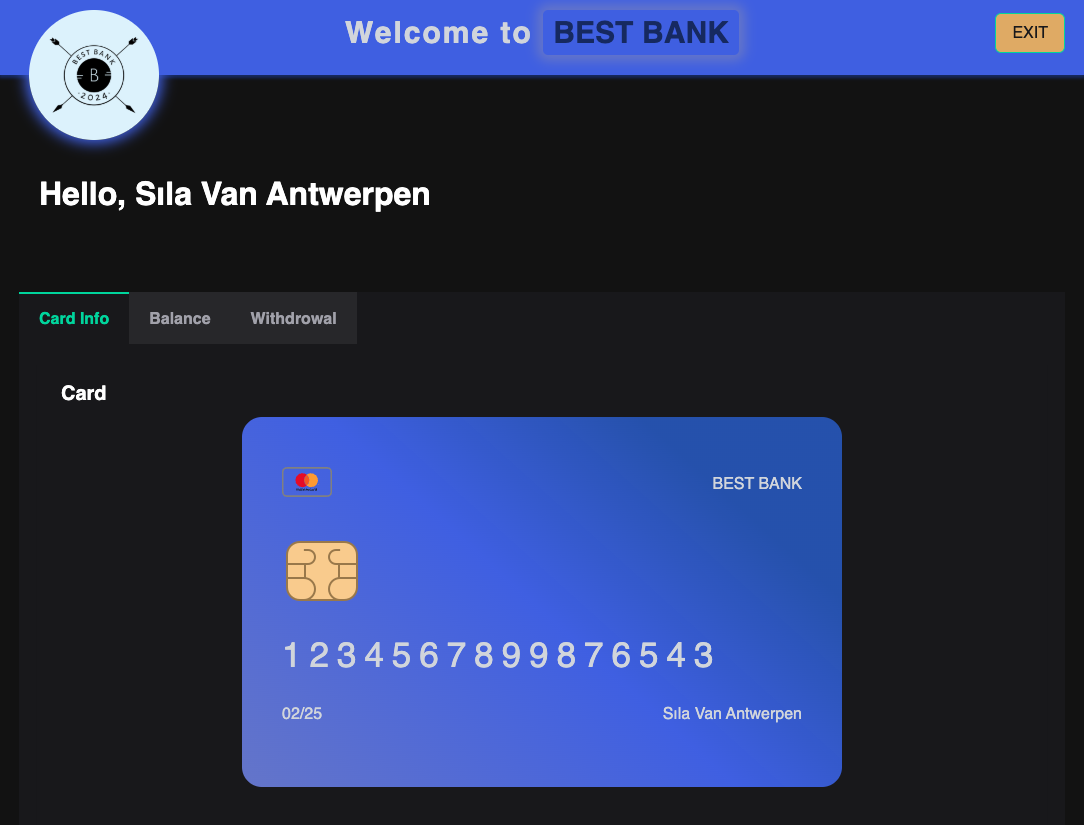 Welcome to BEST BANK
EXIT
BEST BANK
B
·2024·
Hello, Sıla Van Antwerpen
Card Info
Balance
Withdrowal
Card
BEST BANK
1234567899876543
02/25
Sıla Van Antwerpen